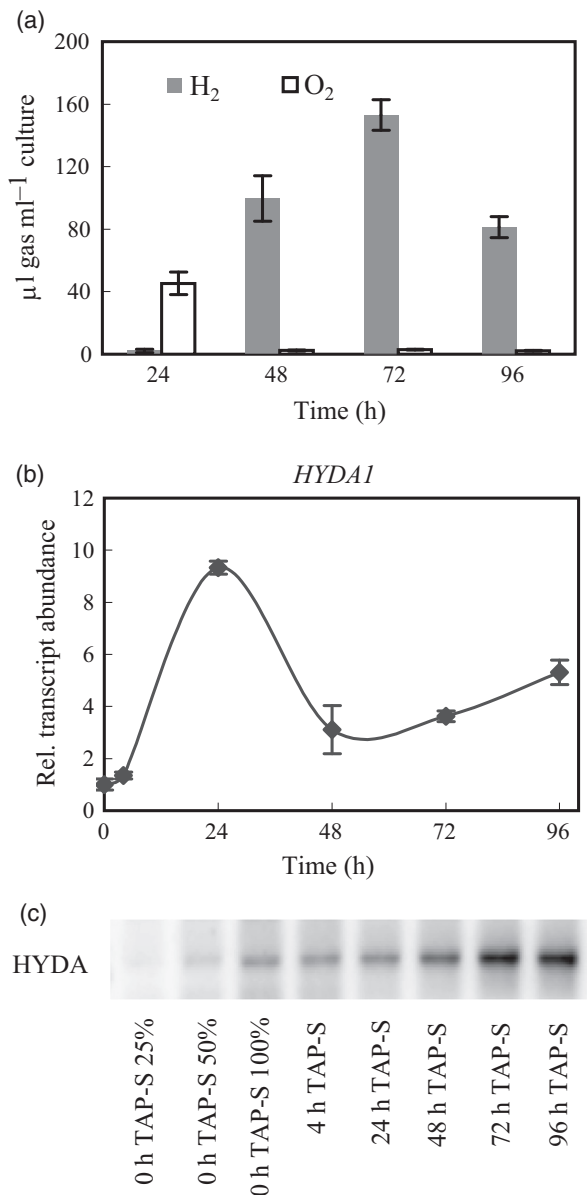 (a)
200
160
120
80
40
0
H₂ O₂
µl gas ml⁻¹ culture
24 48 72 96
Time (h)
(b)
HYDA1
12
10
8
6
4
2
0
Rel. transcript abundance
0 24 48 72 96
Time (h)
(c)
HYDA
0 h TAP-S 25%
0 h TAP-S 50%
0 h TAP-S 100%
4 h TAP-S
24 h TAP-S
48 h TAP-S
72 h TAP-S
96 h TAP-S